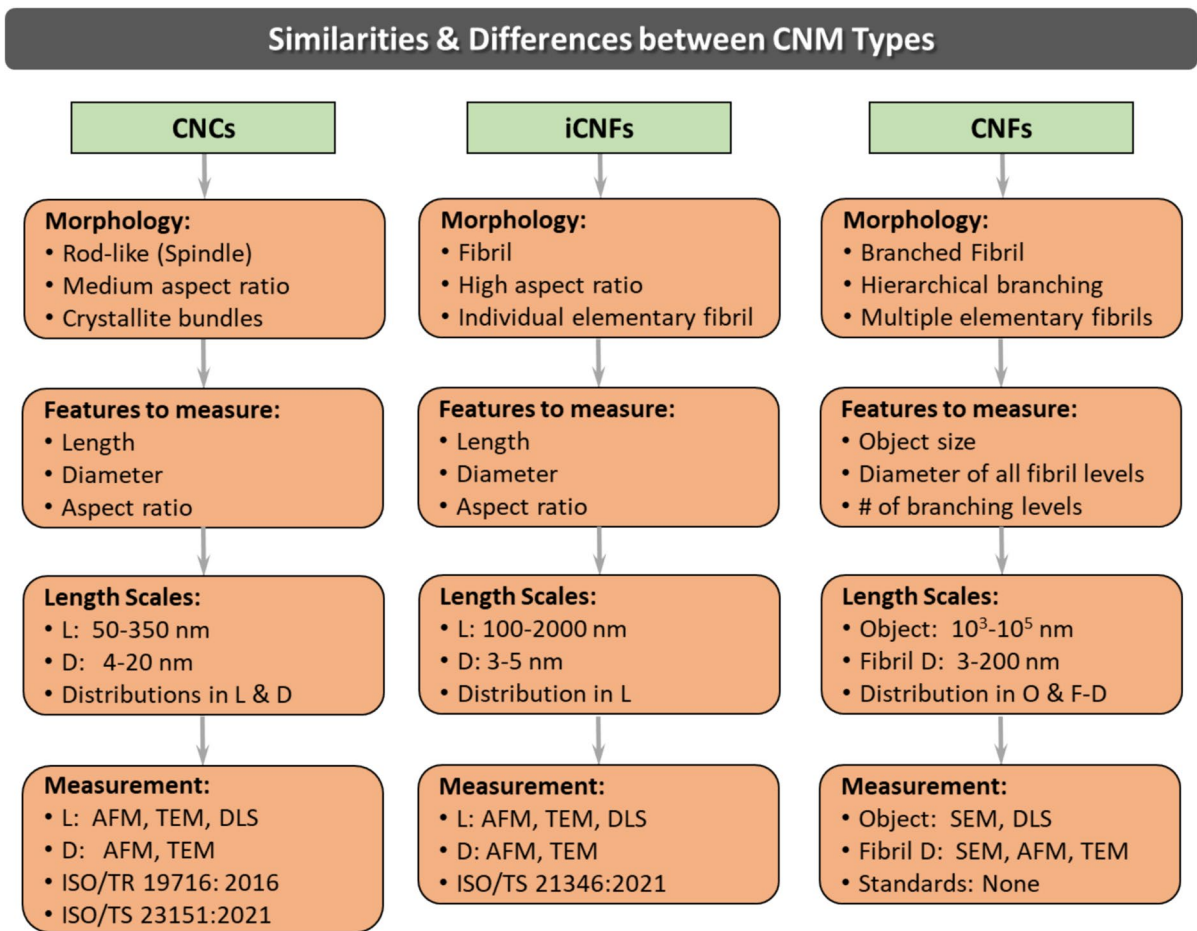 Similarities & Differences between CNM Types
CNCs
Morphology:
• Rod-like (Spindle)
• Medium aspect ratio
• Crystallite bundles
Features to measure:
• Length
• Diameter
• Aspect ratio
Length Scales:
• L: 50-350 nm
• D: 4-20 nm
• Distributions in L & D
Measurement:
• L: AFM, TEM, DLS
• D: AFM, TEM
• ISO/TR 19716: 2016
• ISO/TS 23151:2021
iCNFs
Morphology:
• Fibril
• High aspect ratio
• Individual elementary fibril
Features to measure:
• Length
• Diameter
• Aspect ratio
Length Scales:
• L: 100-2000 nm
• D: 3-5 nm
• Distribution in L
Measurement:
• L: AFM, TEM, DLS
• D: AFM, TEM
• ISO/TS 21346:2021
CNFs
Morphology:
• Branched Fibril
• Hierarchical branching
• Multiple elementary fibrils
Features to measure:
• Object size
• Diameter of all fibril levels
• # of branching levels
Length Scales:
• Object: 10³-10⁵ nm
• Fibril D: 3-200 nm
• Distribution in O & F-D
Measurement:
• Object: SEM, DLS
• Fibril D: SEM, AFM, TEM
• Standards: None